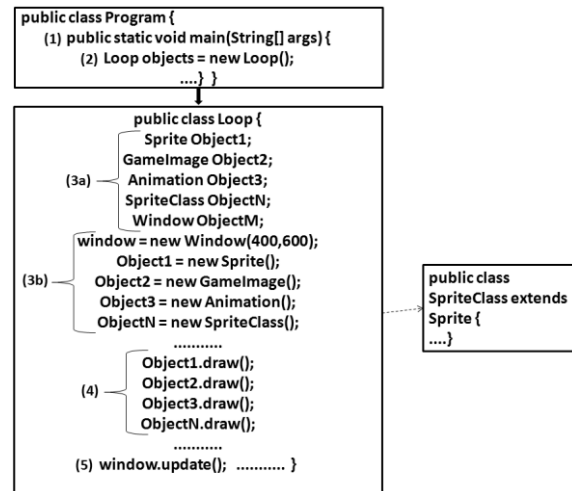 public class Program {
(1) public static void main(String[] args) {
(2) Loop objects = new Loop();
....} }
public class Loop {
Sprite Object1;
GameImage Object2;
(3a)
Animation Object3;
SpriteClass ObjectN;
Window ObjectM;
window = new Window(400,600);
Object1 = new Sprite();
(3b)
Object2 = new GameImage();
Object3 = new Animation();
ObjectN = new SpriteClass();
...........
Object1.draw();
Object2.draw();
(4)
Object3.draw();
ObjectN.draw();
...........
(5) window.update(); ........... }
public class
SpriteClass extends
Sprite {
....}